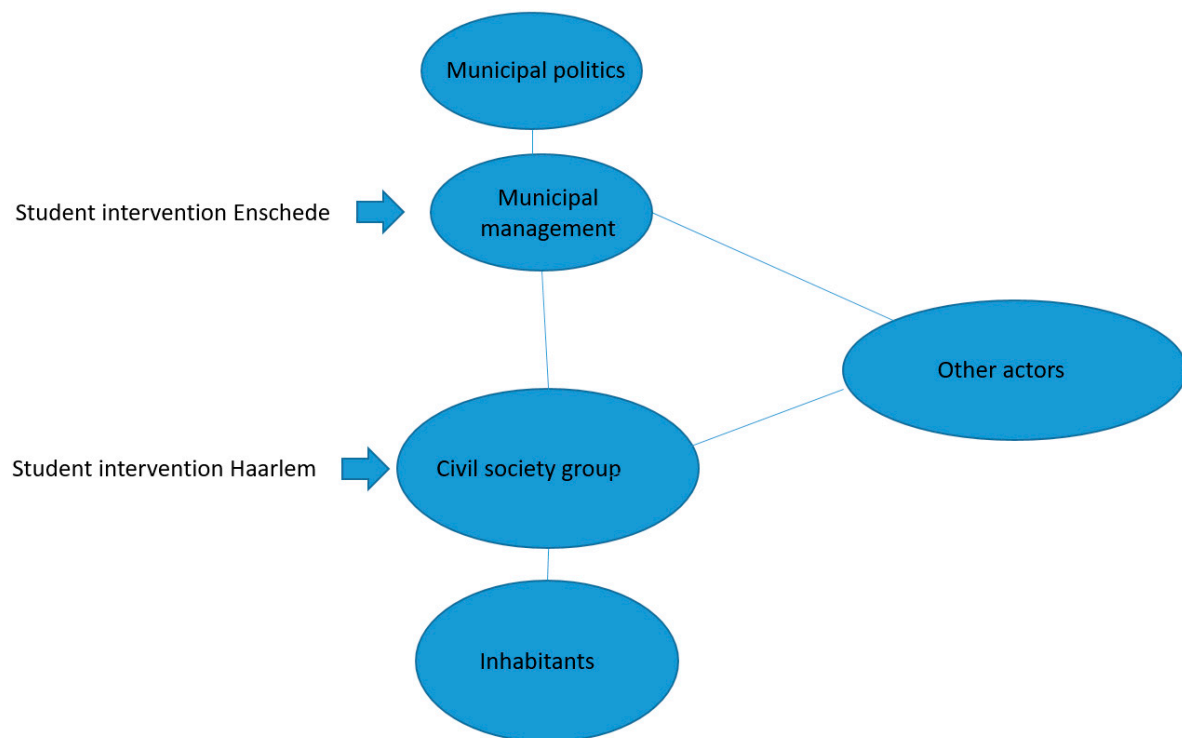 Municipal politics
Student intervention Enschede
Municipal
management
Other actors
Student intervention Haarlem
Civil society group
Inhabitants